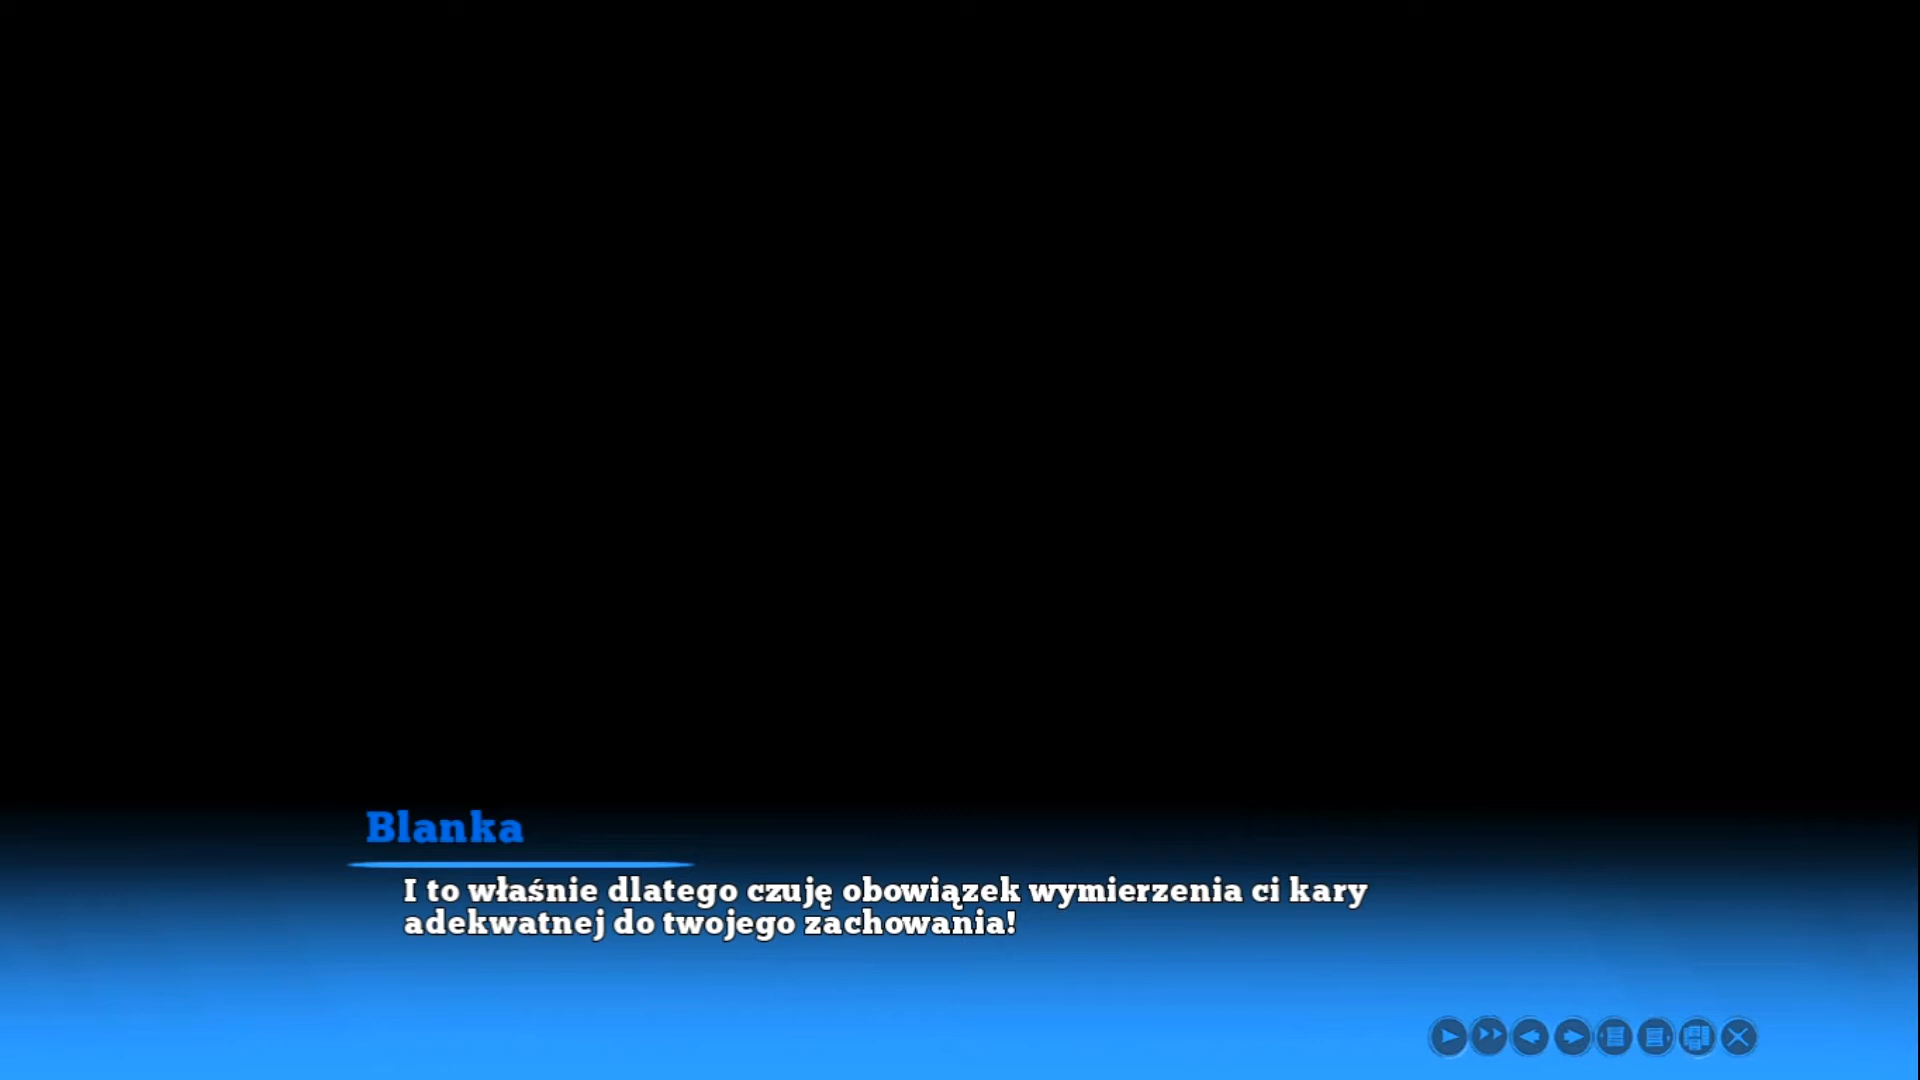 Blanka
I to właśnie dlatego czuję obowiązek wymierzenia ci kary
adekwatnej do twojego zachowania!